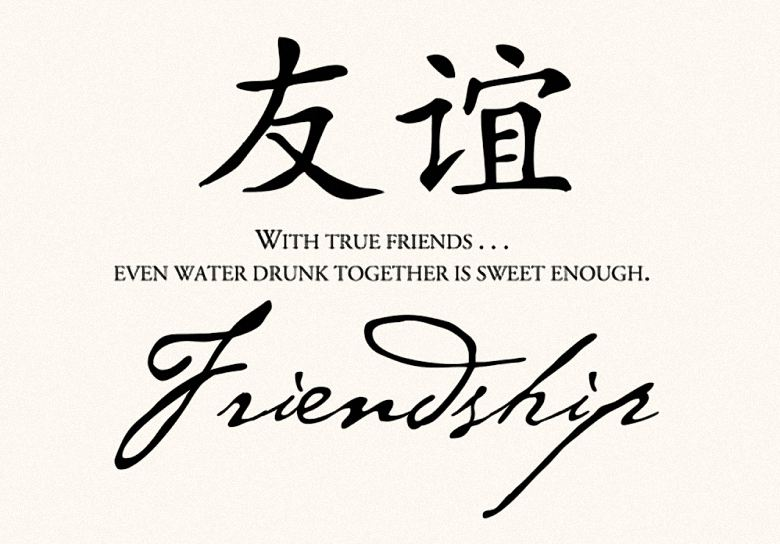 友谊
WITH TRUE FRIENDS . . .
EVEN WATER DRUNK TOGETHER IS SWEET ENOUGH.
Friendship